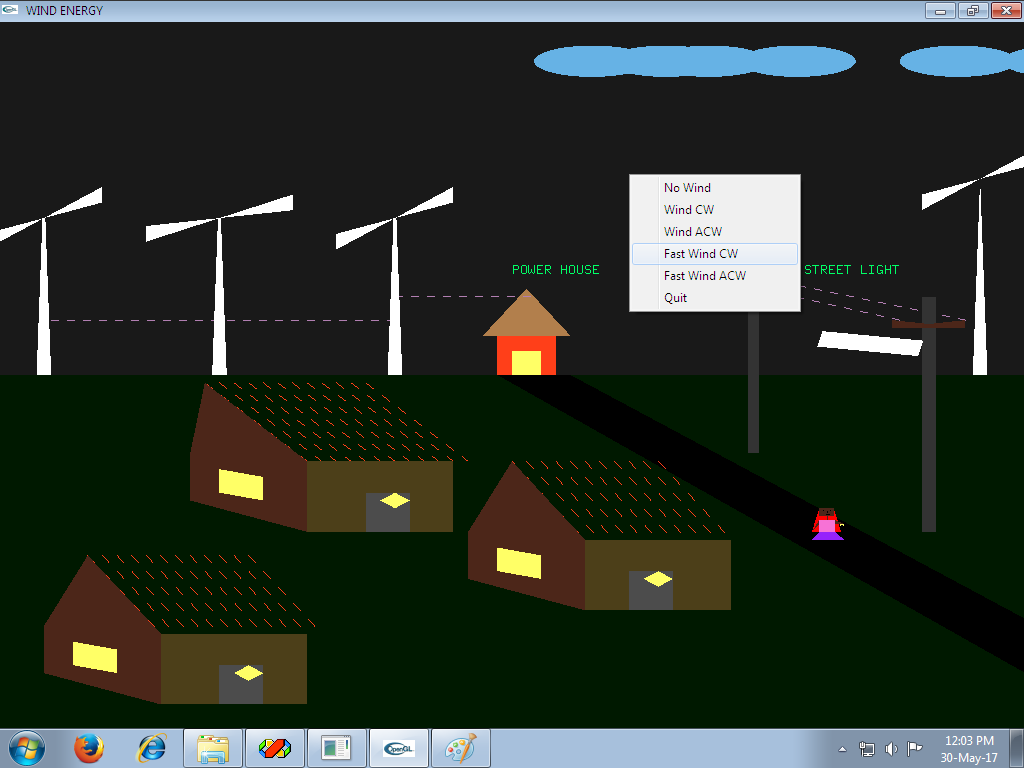 WIND ENERGY
No Wind
Wind CW
Wind ACW
Fast Wind CW
Fast Wind ACW
Quit
POWER HOUSE
STREET LIGHT
OpenGL
12:03 PM
30-May-17